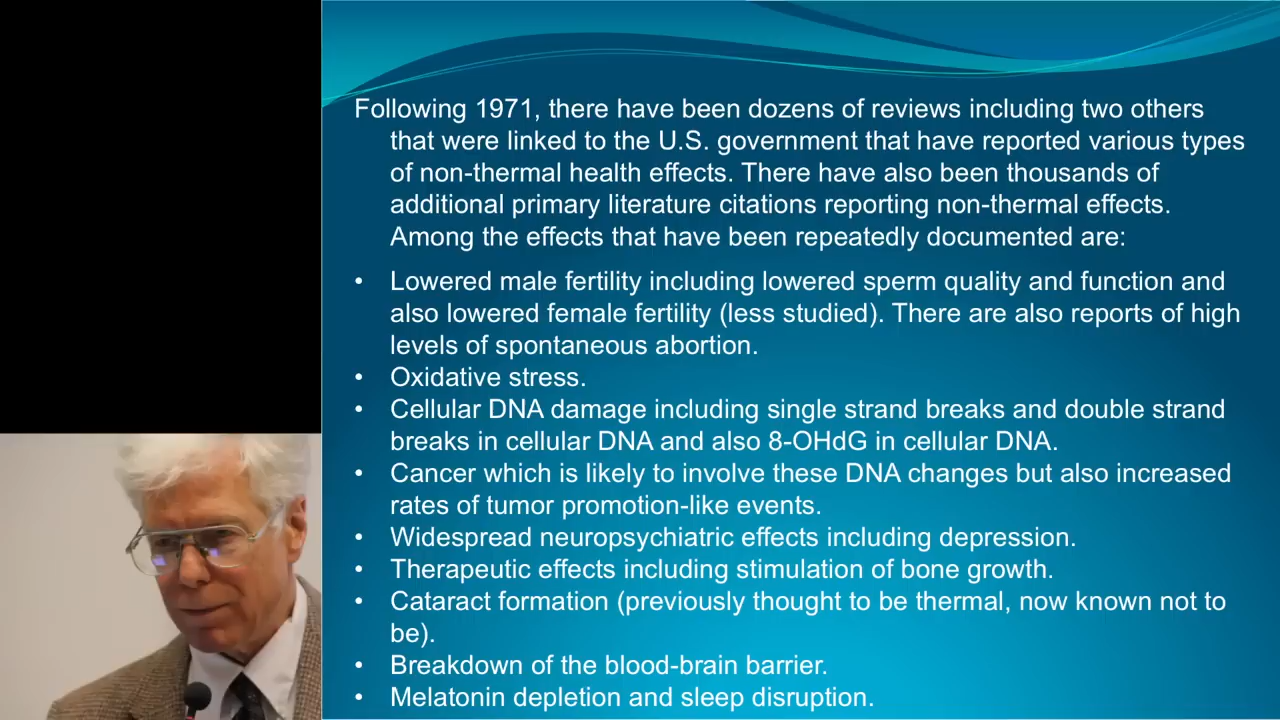 Following 1971, there have been dozens of reviews including two others
that were linked to the U.S. government that have reported various types
of non-thermal health effects. There have also been thousands of
additional primary literature citations reporting non-thermal effects.
Among the effects that have been repeatedly documented are:
• Lowered male fertility including lowered sperm quality and function and
also lowered female fertility (less studied). There are also reports of high
levels of spontaneous abortion.
• Oxidative stress.
• Cellular DNA damage including single strand breaks and double strand
breaks in cellular DNA and also 8-OHdG in cellular DNA.
• Cancer which is likely to involve these DNA changes but also increased
rates of tumor promotion-like events.
• Widespread neuropsychiatric effects including depression.
• Therapeutic effects including stimulation of bone growth.
• Cataract formation (previously thought to be thermal, now known not to
be).
• Breakdown of the blood-brain barrier.
• Melatonin depletion and sleep disruption.